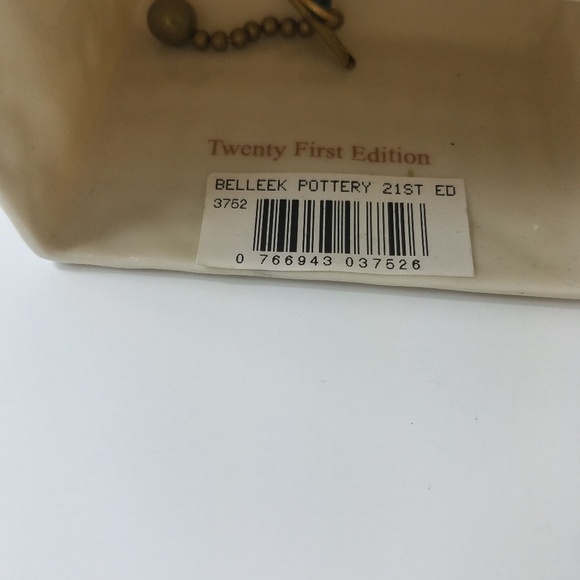 Twenty First Edition
BELLEEK POTTERY 21ST ED
3752
0 766943 037526